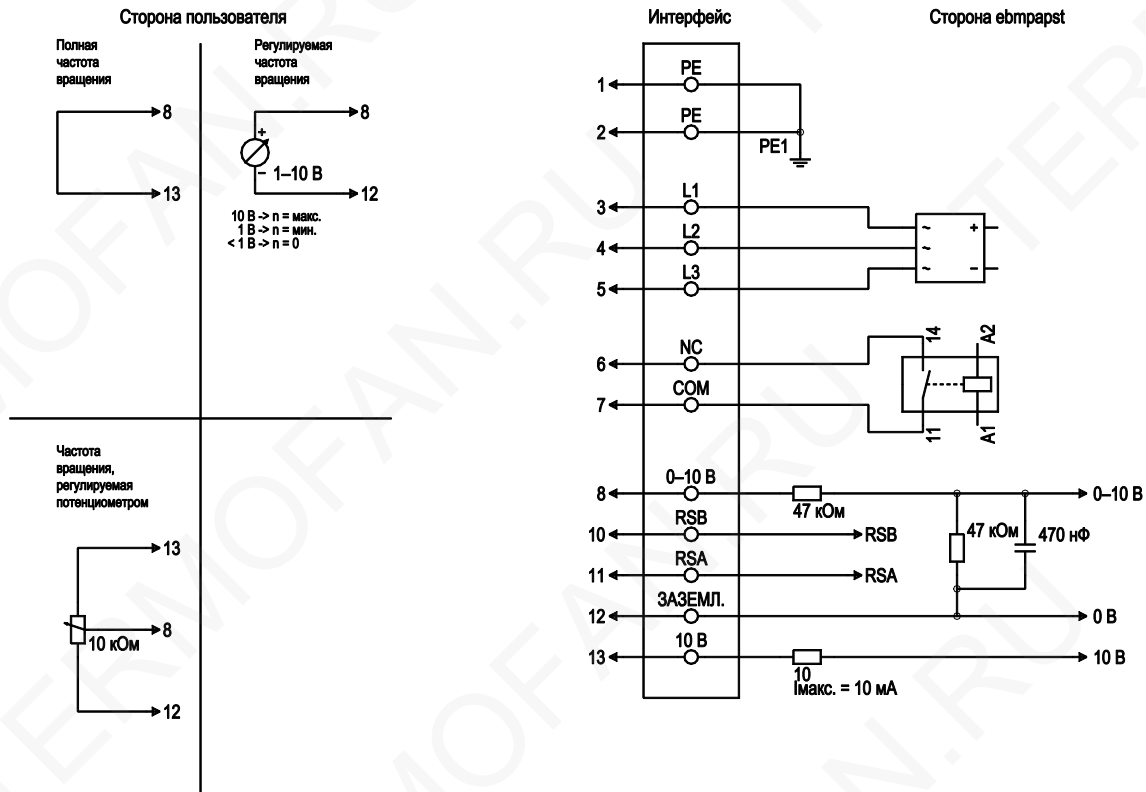 Сторона пользователя
Интерфейс
Сторона ebmpapst
Полная
частота
вращения
8
13
Регулируемая
частота
вращения
8
+
–
1–10 В
12
10 В -> n = макс.
1 В -> n = мин.
< 1 В -> n = 0
Частота
вращения,
регулируемая
потенциометром
13
8
10 кОм
12
1
PE
2
PE
PE1
3
L1
4
L2
5
L3
~
~
~
+
–
6
NC
7
COM
14
11
A2
A1
8
0–10 В
47 кОм
0–10 В
10
RSB
RSB
47 кОм
470 нФ
11
RSA
RSA
12
ЗАЗЕМЛ.
0 В
13
10 В
10
Iмакс. = 10 мА
10 В
TERMOFAN.RU